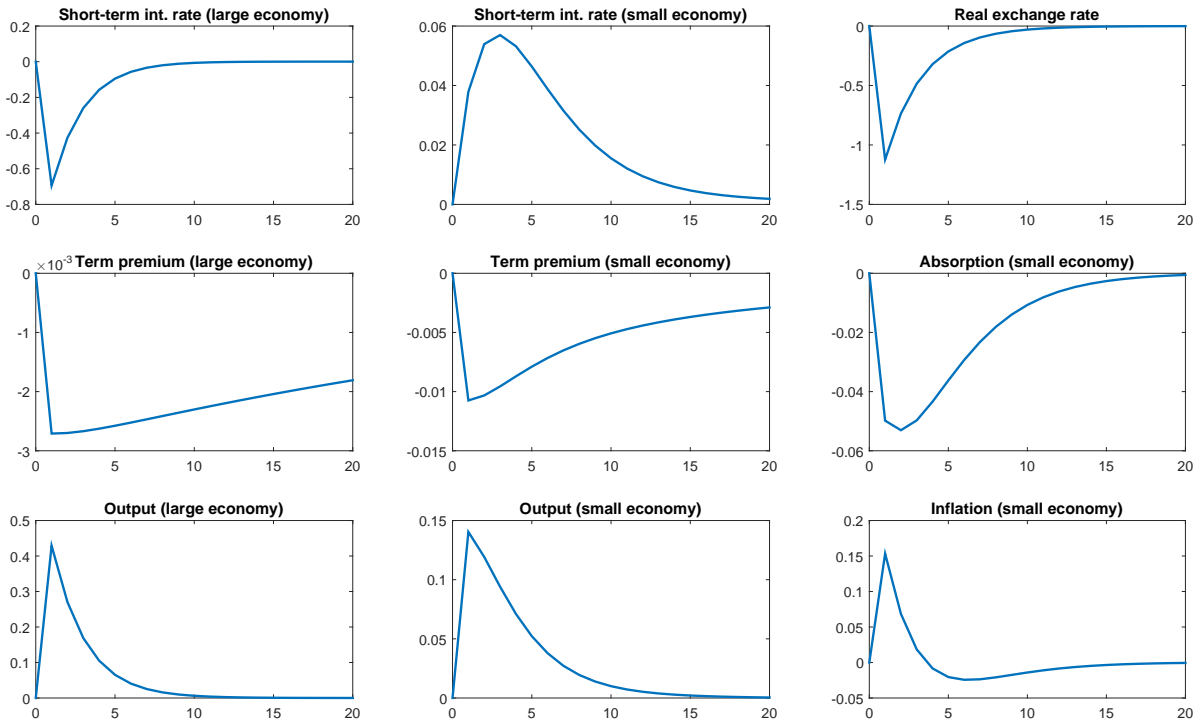 Short-term int. rate (large economy)
0.2
0
-0.2
-0.4
-0.6
-0.8
0 5 10 15 20
Short-term int. rate (small economy)
0.06
0.04
0.02
0
0 5 10 15 20
Real exchange rate
0
-0.5
-1
-1.5
0 5 10 15 20
×10-3 Term premium (large economy)
0
-1
-2
-3
0 5 10 15 20
Term premium (small economy)
0
-0.005
-0.01
-0.015
0 5 10 15 20
Absorption (small economy)
0
-0.02
-0.04
-0.06
0 5 10 15 20
Output (large economy)
0.5
0.4
0.3
0.2
0.1
0
0 5 10 15 20
Output (small economy)
0.15
0.1
0.05
0
0 5 10 15 20
Inflation (small economy)
0.2
0.15
0.1
0.05
0
-0.05
0 5 10 15 20